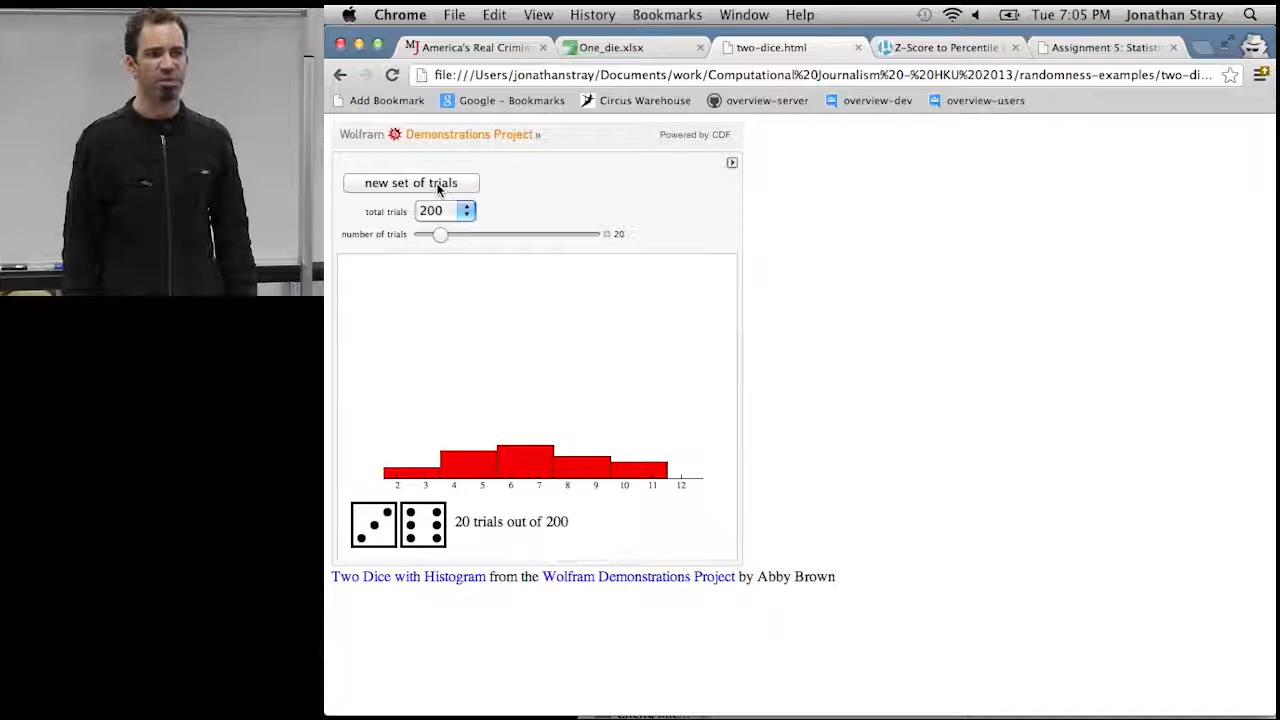 Chrome File Edit View History Bookmarks Window Help Tue 7:05 PM Jonathan Stray
America's Real Crimin
One_die.xlsx
two-dice.html
Z-Score to Percentile
Assignment 5: Statist
file:///Users/jonathanstray/Documents/work/Computational%20Journalism%20-%20HKU%202013/randomness-examples/two-di...
Add Bookmark Google - Bookmarks Circus Warehouse overview-server overview-dev overview-users
Wolfram Demonstrations Project » Powered by CDF
new set of trials
total trials 200
number of trials 20
2 3 4 5 6 7 8 9 10 11 12
20 trials out of 200
Two Dice with Histogram from the Wolfram Demonstrations Project by Abby Brown